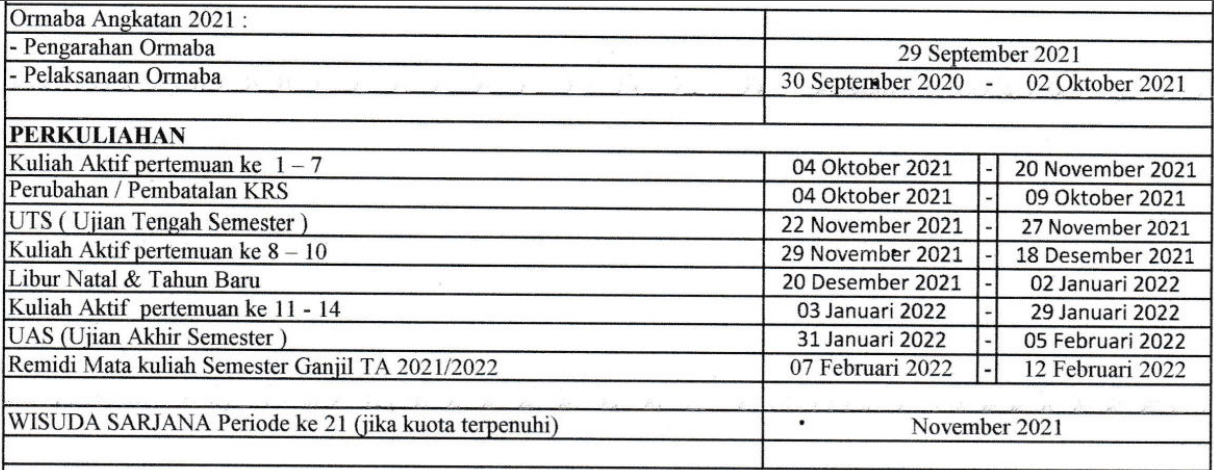 Ormaba Angkatan 2021 :
- Pengarahan Ormaba 29 September 2021
- Pelaksanaan Ormaba 30 September 2020 - 02 Oktober 2021
PERKULIAHAN
Kuliah Aktif pertemuan ke 1 – 7 04 Oktober 2021 - 20 November 2021
Perubahan / Pembatalan KRS 04 Oktober 2021 - 09 Oktober 2021
UTS ( Ujian Tengah Semester ) 22 November 2021 - 27 November 2021
Kuliah Aktif pertemuan ke 8 – 10 29 November 2021 - 18 Desember 2021
Libur Natal & Tahun Baru 20 Desember 2021 - 02 Januari 2022
Kuliah Aktif pertemuan ke 11 - 14 03 Januari 2022 - 29 Januari 2022
UAS (Ujian Akhir Semester ) 31 Januari 2022 - 05 Februari 2022
Remidi Mata kuliah Semester Ganjil TA 2021/2022 07 Februari 2022 - 12 Februari 2022
WISUDA SARJANA Periode ke 21 (jika kuota terpenuhi) November 2021